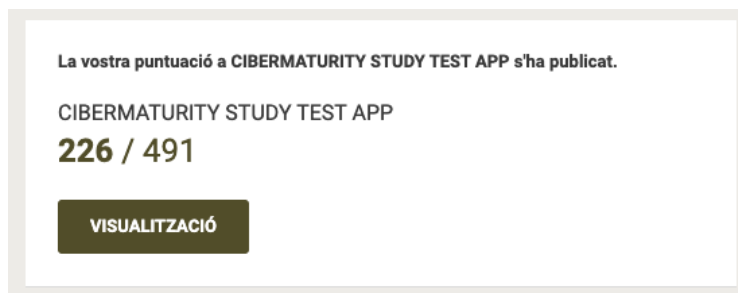 La vostra puntuació a CIBERMATURITY STUDY TEST APP s'ha publicat.
CIBERMATURITY STUDY TEST APP
226 / 491
VISUALITZACIÓ